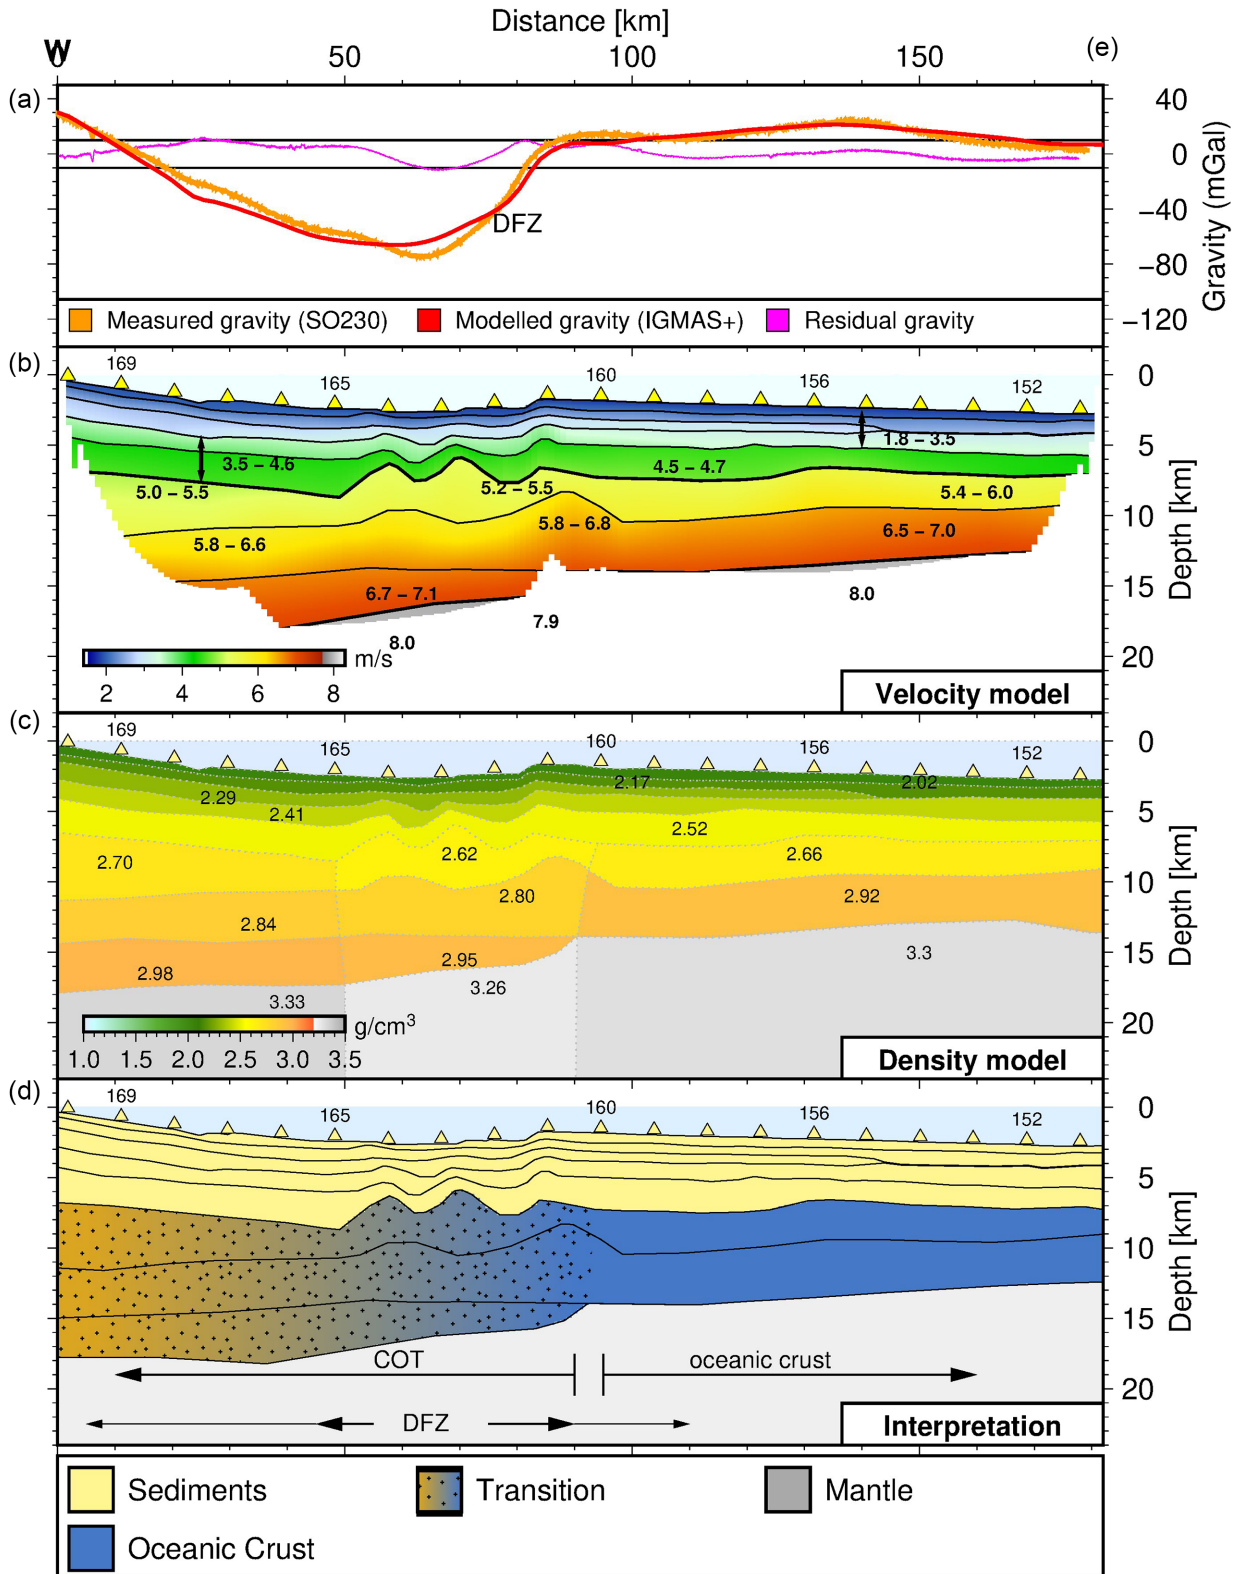 Distance [km]
W
0 50 100 150
(e)
(a)
40
0
−40
−80
−120
Gravity (mGal)
DFZ
Measured gravity (SO230) Modelled gravity (IGMAS+) Residual gravity
(b)
169 165 160 156 152
0
5
10
15
20
Depth [km]
1.8 – 3.5
3.5 – 4.6
4.5 – 4.7
5.0 – 5.5
5.2 – 5.5
5.4 – 6.0
5.8 – 6.8
5.8 – 6.6
6.5 – 7.0
6.7 – 7.1
8.0
7.9
8.0
m/s
2 4 6 8
Velocity model
(c)
169 165 160 156 152
0
5
10
15
20
Depth [km]
2.17
2.02
2.29
2.41
2.52
2.62
2.66
2.70
2.80
2.92
2.84
2.95
3.3
2.98
3.26
3.33
g/cm3
1.0 1.5 2.0 2.5 3.0 3.5
Density model
(d)
169 165 160 156 152
0
5
10
15
20
Depth [km]
COT
oceanic crust
DFZ
Interpretation
Sediments Transition Mantle
Oceanic Crust